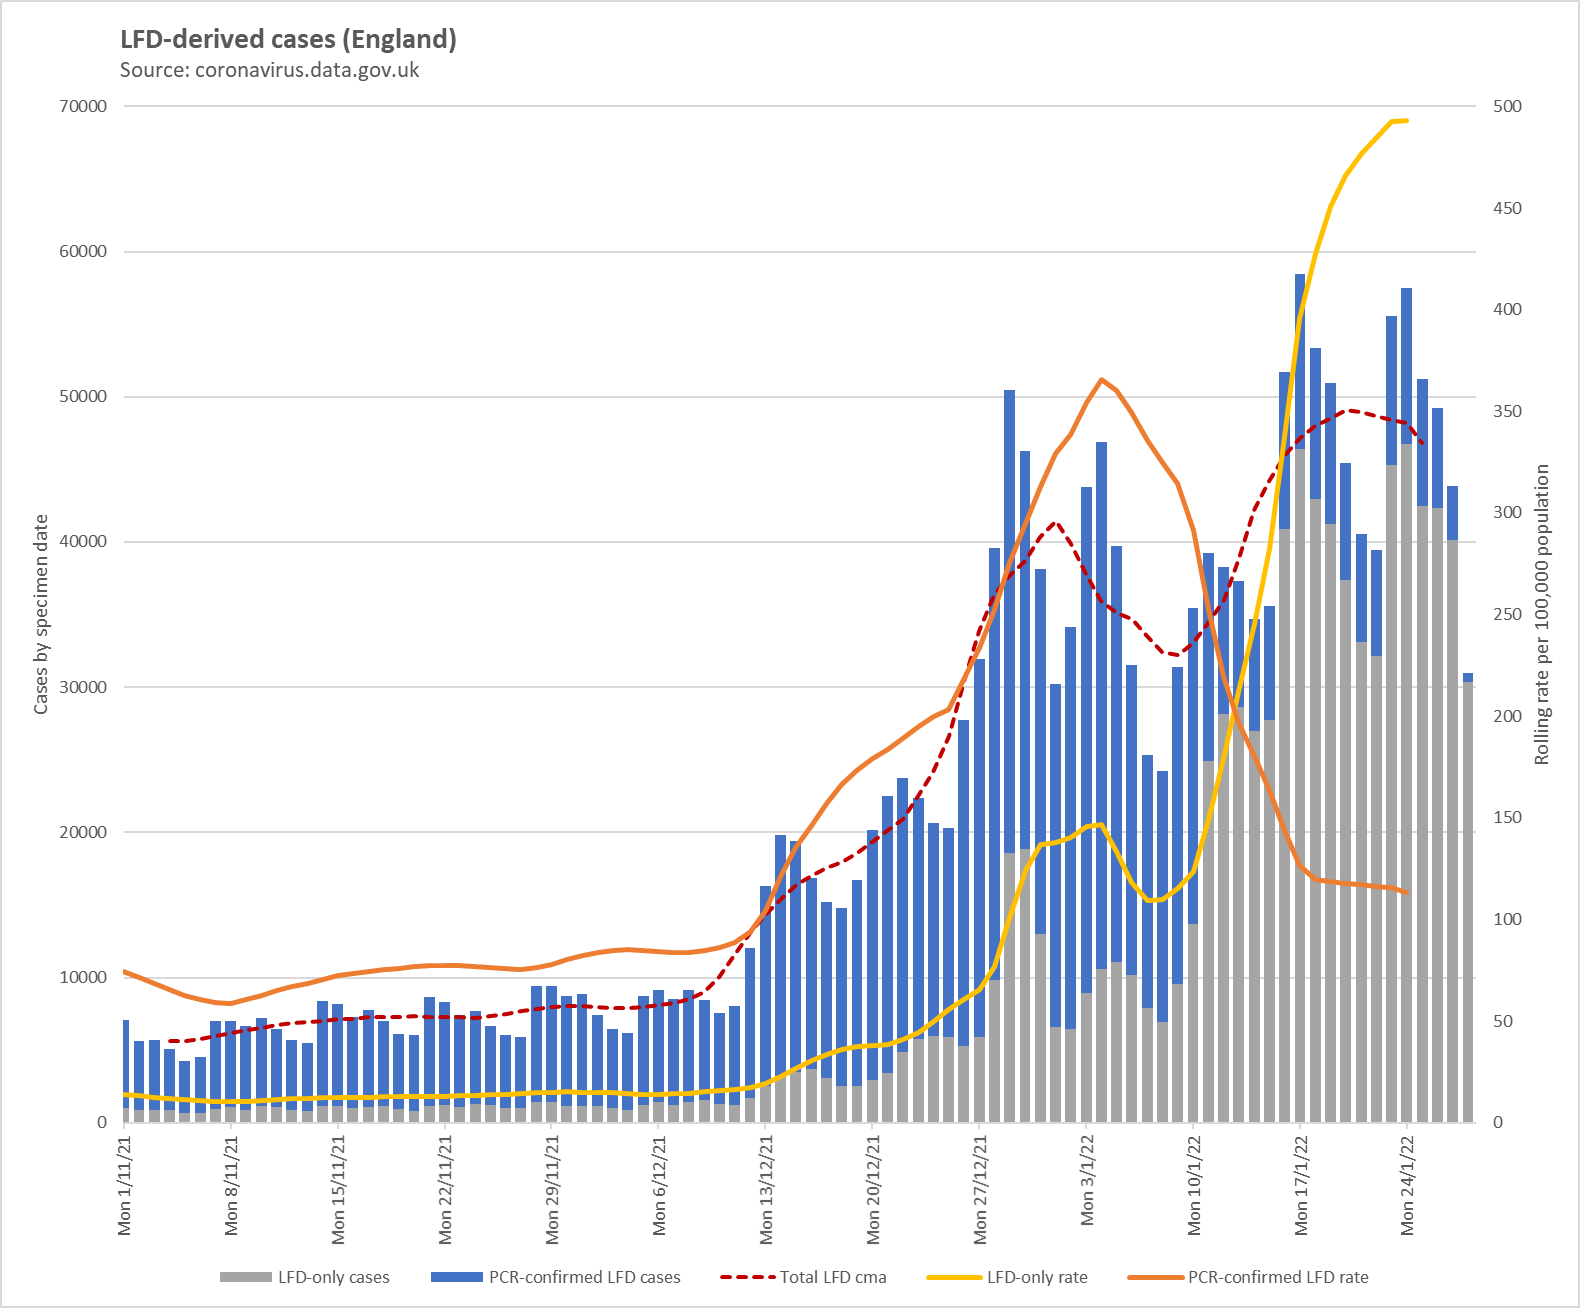 LFD-derived cases (England)
Source: coronavirus.data.gov.uk
70000
60000
50000
40000
30000
20000
10000
0
Cases by specimen date
500
450
400
350
300
250
200
150
100
50
0
Rolling rate per 100,000 population
Mon 1/11/21
Mon 8/11/21
Mon 15/11/21
Mon 22/11/21
Mon 29/11/21
Mon 6/12/21
Mon 13/12/21
Mon 20/12/21
Mon 27/12/21
Mon 3/1/22
Mon 10/1/22
Mon 17/1/22
Mon 24/1/22
LFD-only cases
PCR-confirmed LFD cases
Total LFD cma
LFD-only rate
PCR-confirmed LFD rate